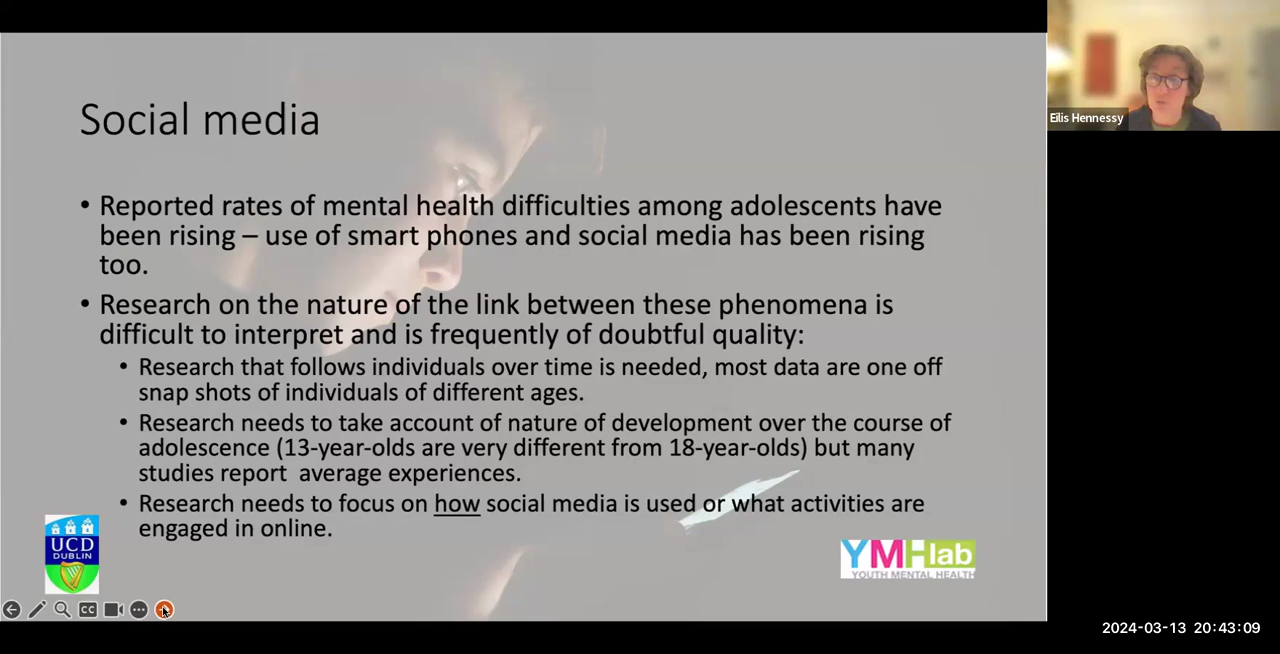 Social media
• Reported rates of mental health difficulties among adolescents have
been rising – use of smart phones and social media has been rising
too.
• Research on the nature of the link between these phenomena is
difficult to interpret and is frequently of doubtful quality:
• Research that follows individuals over time is needed, most data are one off
snap shots of individuals of different ages.
• Research needs to take account of nature of development over the course of
adolescence (13-year-olds are very different from 18-year-olds) but many
studies report  average experiences.
• Research needs to focus on how social media is used or what activities are
engaged in online.
UCD
DUBLIN
YMHlab
YOUTH MENTAL HEALTH
CC
Eilis Hennessy
2024-03-13 20:43:09